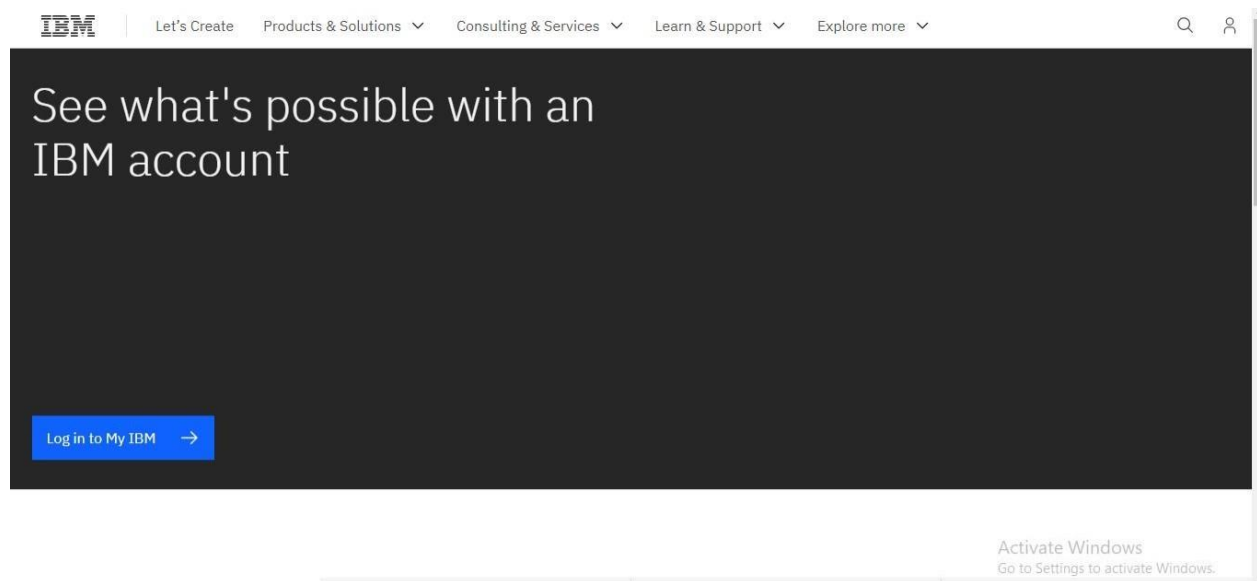 IBM Let's Create Products & Solutions Consulting & Services Learn & Support Explore more
See what's possible with an
IBM account
Log in to My IBM
Activate Windows
Go to Settings to activate Windows.